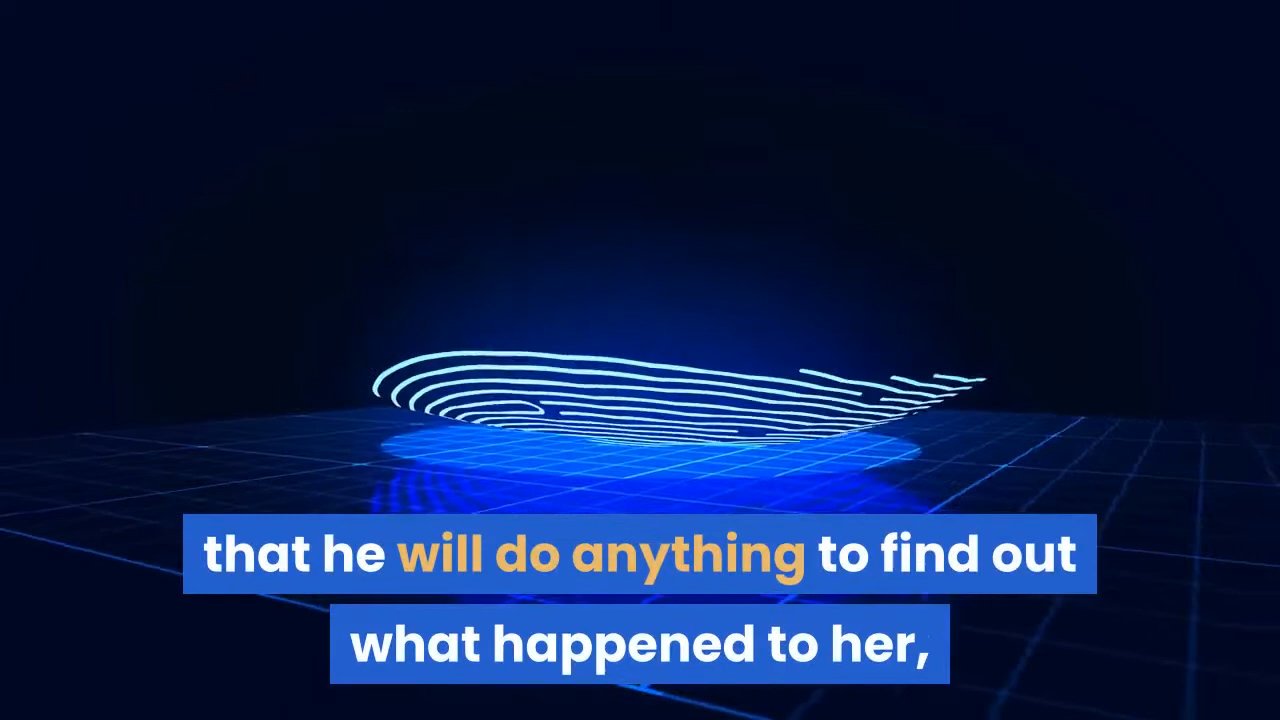 that he will do anything to find out
what happened to her,